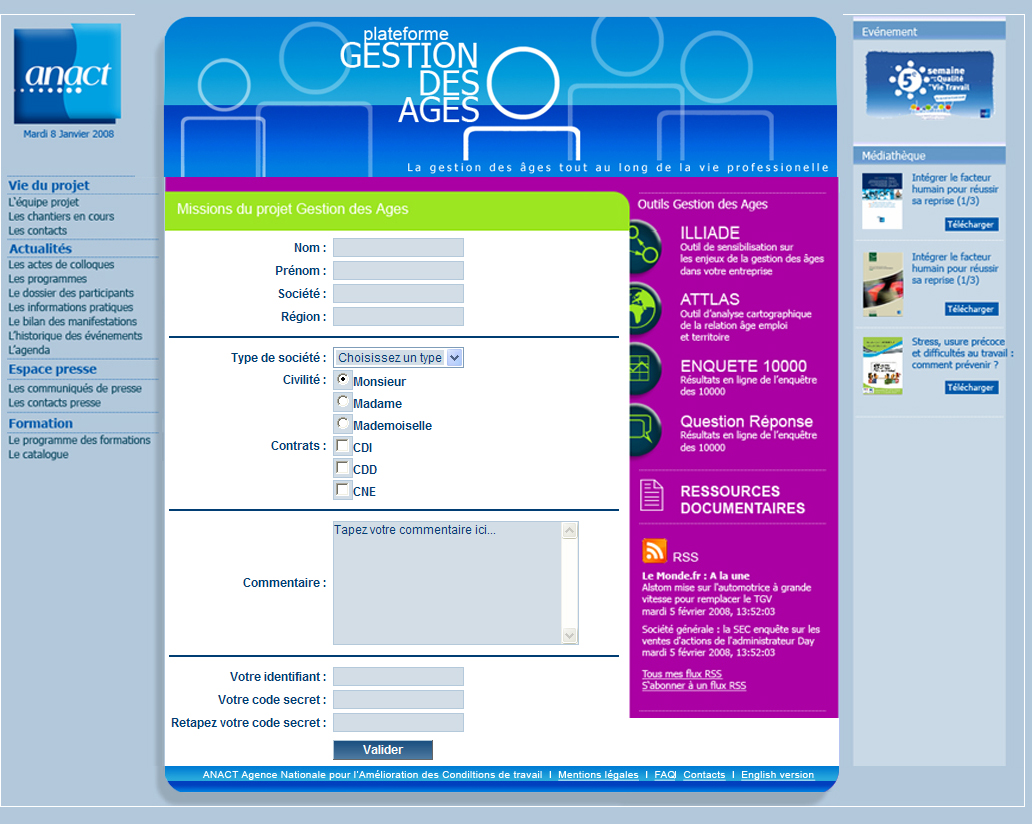 anact
Mardi 8 Janvier 2008
Vie du projet
L'équipe projet
Les chantiers en cours
Les contacts
Actualités
Les actes de colloques
Les programmes
Le dossier des participants
Les informations pratiques
Le bilan des manifestations
L'historique des événements
L'agenda
Espace presse
Les communiqués de presse
Les contacts presse
Formation
Le programme des formations
Le catalogue
plateforme
GESTION
DES
AGES
La gestion des âges tout au long de la vie professionelle
Missions du projet Gestion des Ages
Nom :
Prénom :
Société :
Région :
Type de société : Choisissez un type
Civilité : Monsieur
Madame
Mademoiselle
Contrats : CDI
CDD
CNE
Tapez votre commentaire ici...
Commentaire :
Votre identifiant :
Votre code secret :
Retapez votre code secret :
Valider
Outils Gestion des Ages
ILLIADE
Outil de sensibilisation sur
les enjeux de la gestion des âges
dans votre entreprise
ATTLAS
Outil d'analyse cartographique
de la relation âge emploi
et territoire
ENQUETE 10000
Résultats en ligne de l'enquêtre
des 10000
Question Réponse
Résultats en ligne de l'enquêtre
des 10000
RESSOURCES
DOCUMENTAIRES
RSS
Le Monde.fr : A la une
Alstom mise sur l'automotrice à grande
vitesse pour remplacer le TGV
mardi 5 février 2008, 13:52:03
Société générale : la SEC enquête sur les
ventes d'actions de l'administrateur Day
mardi 5 février 2008, 13:52:03
Tous mes flux RSS
S'abonner à un flux RSS
Evénement
5e semaine
de la Qualité
de Vie Travail
Médiathèque
Intégrer le facteur
humain pour réussir
sa reprise (1/3)
Télécharger
Intégrer le facteur
humain pour réussir
sa reprise (1/3)
Télécharger
Stress, usure précoce
et difficultés au travail :
comment prévenir ?
Télécharger
ANACT Agence Nationale pour l'Amélioration des Condiltions de travail I Mentions légales I FAQ I Contacts I English version